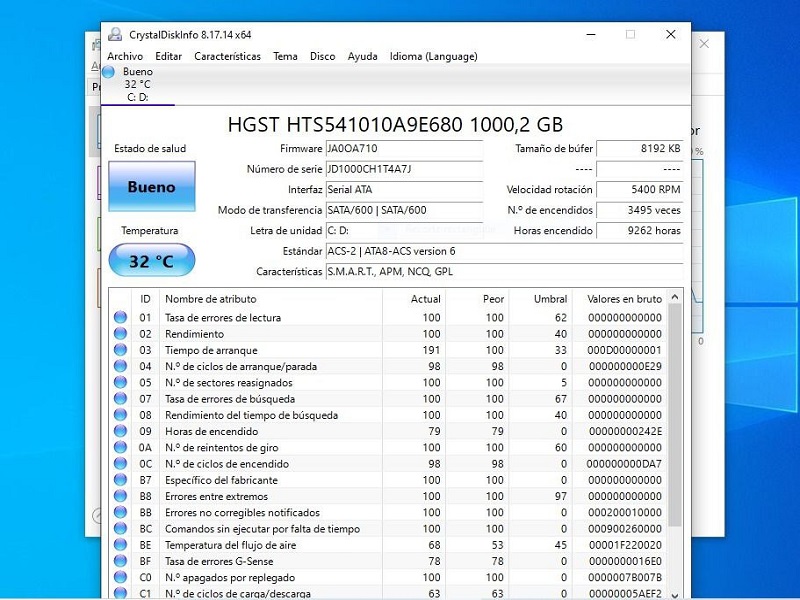 CrystalDiskInfo 8.17.14 x64
Archivo Editar Características Tema Disco Ayuda Idioma (Language)
Bueno
32 °C
C: D:
HGST HTS541010A9E680 1000,2 GB
Estado de salud
Bueno
Temperatura
32 °C
Firmware JA0OA710 Tamaño de búfer 8192 KB
Número de serie JD1000CH1T4A7J ---- ----
Interfaz Serial ATA Velocidad rotación 5400 RPM
Modo de transferencia SATA/600 | SATA/600 N.º de encendidos 3495 veces
Letra de unidad C: D: Horas encendido 9262 horas
Estándar ACS-2 | ATA8-ACS version 6
Características S.M.A.R.T., APM, NCQ, GPL
ID Nombre de atributo Actual Peor Umbral Valores en bruto
01 Tasa de errores de lectura 100 100 62 000000000000
02 Rendimiento 100 100 40 000000000000
03 Tiempo de arranque 191 191 33 000D00000001
04 N.º de ciclos de arranque/parada 98 98 0 000000000E29
05 N.º de sectores reasignados 100 100 5 000000000000
07 Tasa de errores de búsqueda 100 100 67 000000000000
08 Rendimiento del tiempo de búsqueda 100 100 40 000000000000
09 Horas de encendido 79 79 0 00000000242E
0A N.º de reintentos de giro 100 100 60 000000000000
0C N.º de ciclos de encendido 98 98 0 000000000DA7
B7 Específico del fabricante 100 100 0 000000000000
B8 Errores entre extremos 100 100 97 000000000000
BB Errores no corregibles notificados 100 100 0 000200010000
BC Comandos sin ejecutar por falta de tiempo 100 100 0 000900260000
BE Temperatura del flujo de aire 68 53 45 00001F220020
BF Tasa de errores G-Sense 78 78 0 0000000016E0
C0 N.º apagados por replegado 100 100 0 0000007B007B
C1 N.º de ciclos de carga/descarga 63 63 0 00000005AEF2